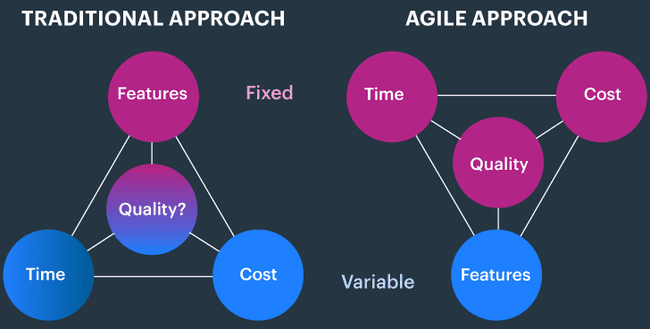 TRADITIONAL APPROACH
Features
Fixed
Quality?
Time
Cost
AGILE APPROACH
Time
Cost
Quality
Features
Variable